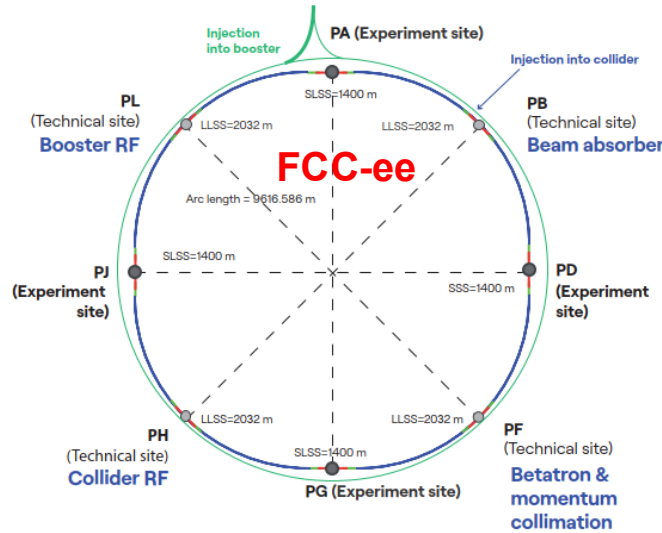 Injection
into booster
PA (Experiment site)
Injection into collider
SLSS=1400 m
PL
(Technical site)
Booster RF
LLSS=2032 m
LLSS=2032 m
PB
(Technical site)
Beam absorber
FCC-ee
Arc length = 9616.586 m
SLSS=1400 m
PJ
(Experiment
site)
SSS=1400 m
PD
(Experiment
site)
LLSS=2032 m
LLSS=2032 m
PH
(Technical site)
Collider RF
SLSS=1400 m
PG (Experiment site)
PF
(Technical site)
Betatron &
momentum
collimation